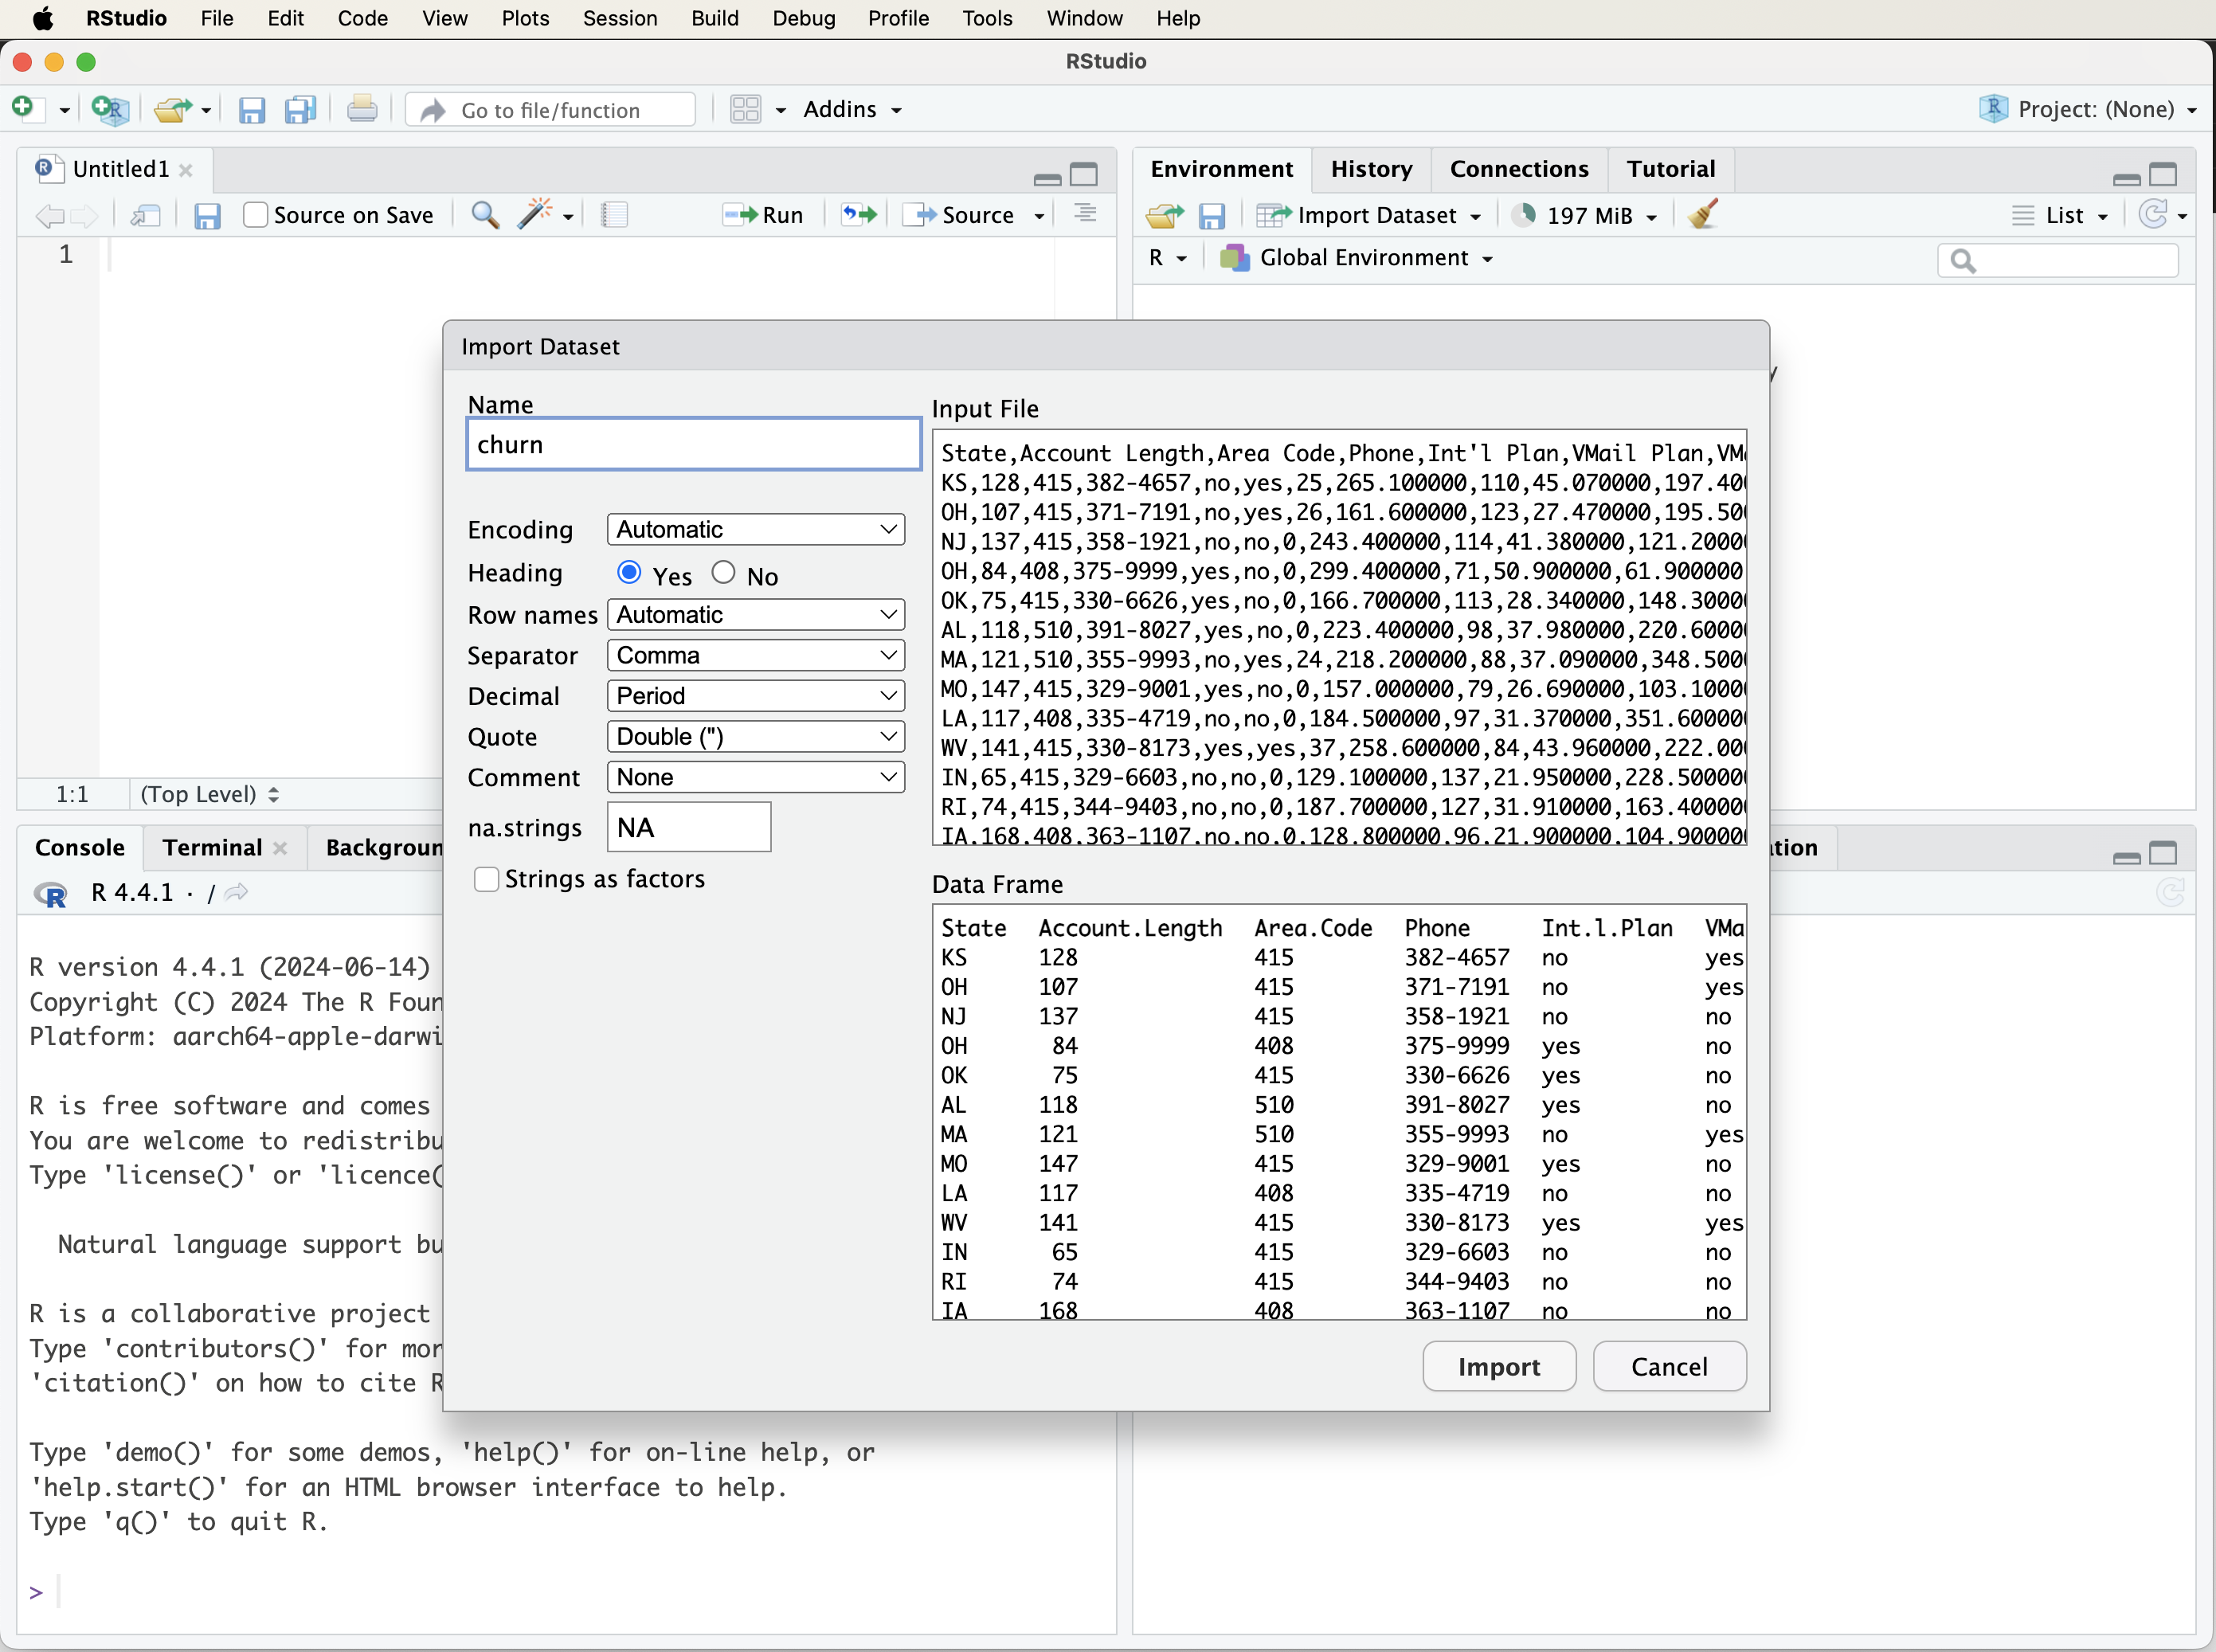 RStudio File Edit Code View Plots Session Build Debug Profile Tools Window Help
RStudio
Go to file/function Addins Project: (None)
Untitled1
Source on Save Run Source
1
1:1 (Top Level)
Environment History Connections Tutorial
Import Dataset 197 MiB List
R Global Environment
Import Dataset
Name
churn
Encoding Automatic
Heading Yes No
Row names Automatic
Separator Comma
Decimal Period
Quote Double (")
Comment None
na.strings NA
Strings as factors
Input File
State,Account Length,Area Code,Phone,Int'l Plan,VMail Plan,VM
KS,128,415,382-4657,no,yes,25,265.100000,110,45.070000,197.40
OH,107,415,371-7191,no,yes,26,161.600000,123,27.470000,195.50
NJ,137,415,358-1921,no,no,0,243.400000,114,41.380000,121.2000
OH,84,408,375-9999,yes,no,0,299.400000,71,50.900000,61.900000
OK,75,415,330-6626,yes,no,0,166.700000,113,28.340000,148.3000
AL,118,510,391-8027,yes,no,0,223.400000,98,37.980000,220.6000
MA,121,510,355-9993,no,yes,24,218.200000,88,37.090000,348.500
MO,147,415,329-9001,yes,no,0,157.000000,79,26.690000,103.1000
LA,117,408,335-4719,no,no,0,184.500000,97,31.370000,351.60000
WV,141,415,330-8173,yes,yes,37,258.600000,84,43.960000,222.00
IN,65,415,329-6603,no,no,0,129.100000,137,21.950000,228.50000
RI,74,415,344-9403,no,no,0,187.700000,127,31.910000,163.40000
IA,168,408,363-1107,no,no,0,128.800000,96,21.900000,104.90000
Data Frame
State Account.Length Area.Code Phone Int.l.Plan VMa
KS 128 415 382-4657 no yes
OH 107 415 371-7191 no yes
NJ 137 415 358-1921 no no
OH 84 408 375-9999 yes no
OK 75 415 330-6626 yes no
AL 118 510 391-8027 yes no
MA 121 510 355-9993 no yes
MO 147 415 329-9001 yes no
LA 117 408 335-4719 no no
WV 141 415 330-8173 yes yes
IN 65 415 329-6603 no no
RI 74 415 344-9403 no no
IA 168 408 363-1107 no no
Import Cancel
Console Terminal Backgroun
R 4.4.1 · /
R version 4.4.1 (2024-06-14)
Copyright (C) 2024 The R Foun
Platform: aarch64-apple-darwi
R is free software and comes
You are welcome to redistribu
Type 'license()' or 'licence(
Natural language support bu
R is a collaborative project
Type 'contributors()' for mor
'citation()' on how to cite R
Type 'demo()' for some demos, 'help()' for on-line help, or
'help.start()' for an HTML browser interface to help.
Type 'q()' to quit R.
>
tion